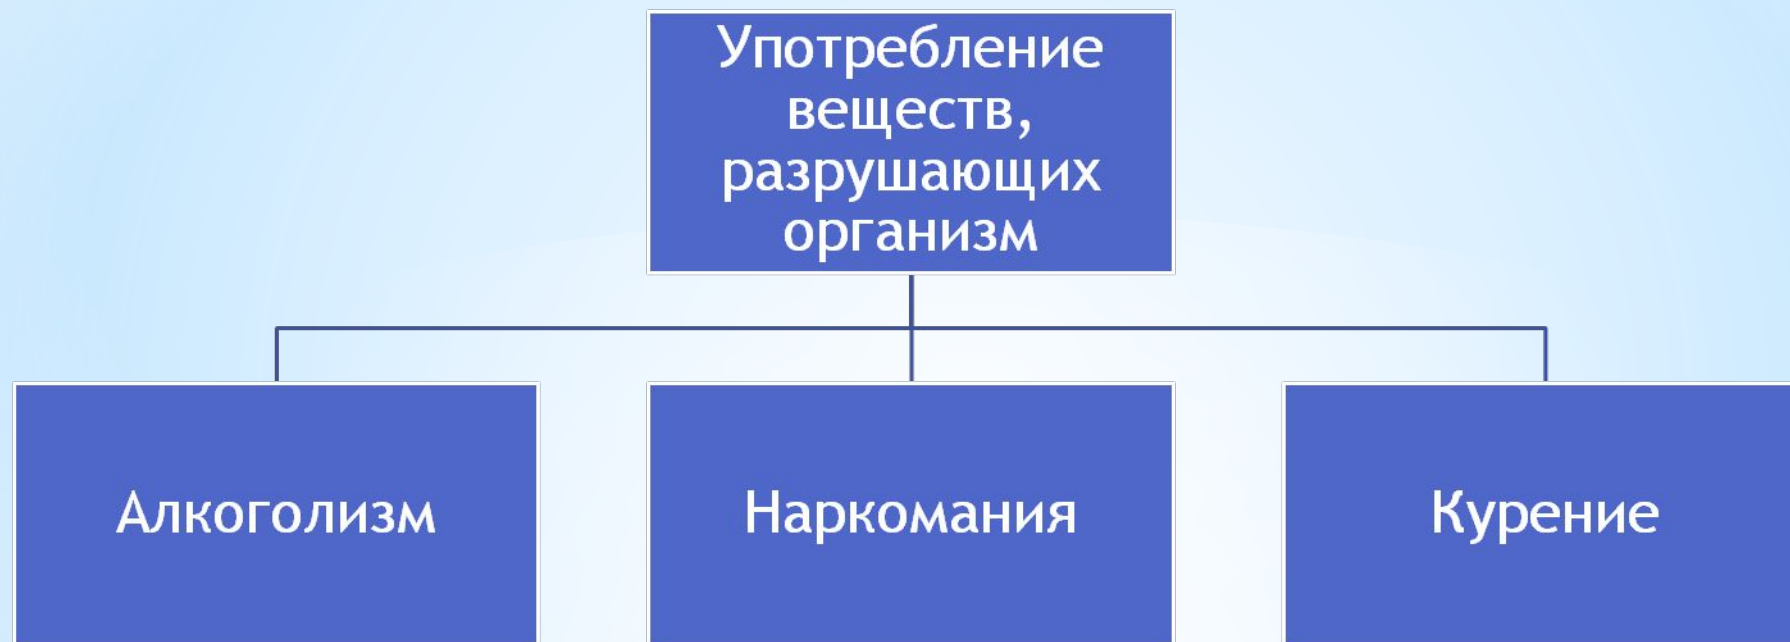 Употребление
веществ,
разрушающих
организм
Алкоголизм
Наркомания
Курение